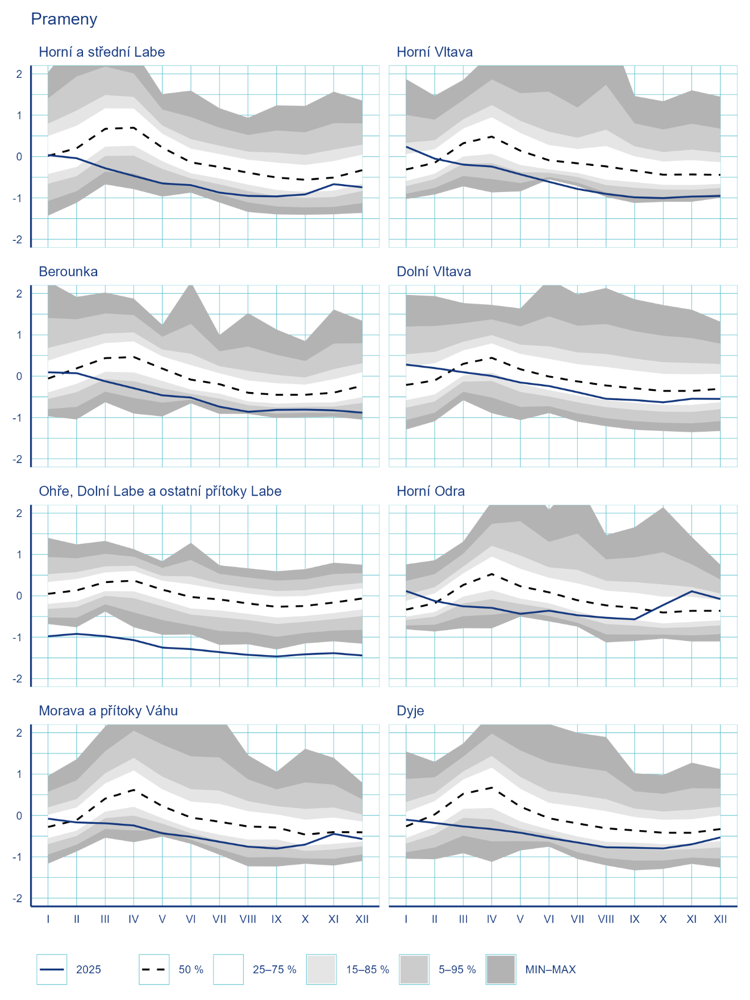 Prameny
Horní a střední Labe
Horní Vltava
2
1
0
-1
-2
Berounka
Dolní Vltava
2
1
0
-1
-2
Ohře, Dolní Labe a ostatní přítoky Labe
Horní Odra
2
1
0
-1
-2
Morava a přítoky Váhu
Dyje
2
1
0
-1
-2
I II III IV V VI VII VIII IX X XI XII
I II III IV V VI VII VIII IX X XI XII
2025 50 % 25–75 % 15–85 % 5–95 % MIN–MAX